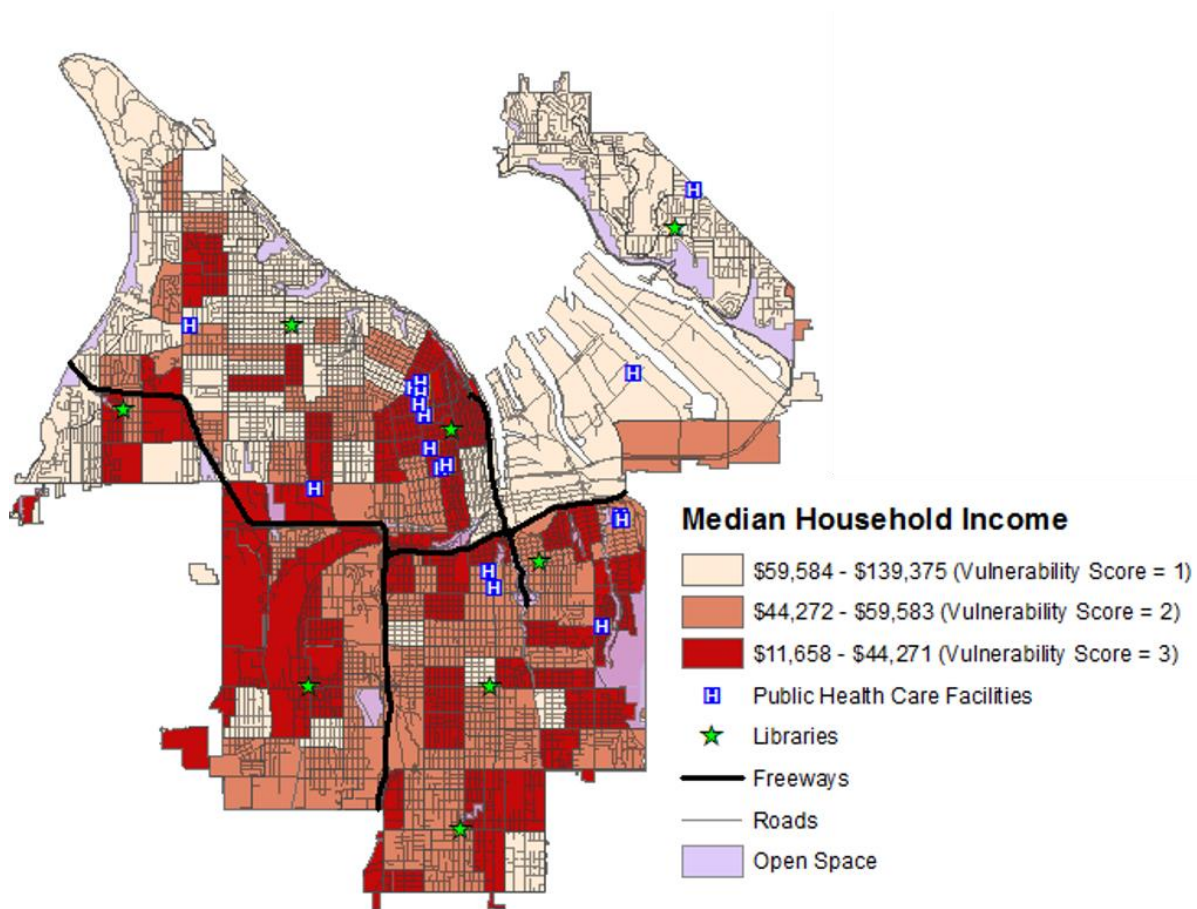 Median Household Income
$59,584 - $139,375 (Vulnerability Score = 1)
$44,272 - $59,583 (Vulnerability Score = 2)
$11,658 - $44,271 (Vulnerability Score = 3)
H Public Health Care Facilities
Libraries
Freeways
Roads
Open Space
H
H
H
H
H
H
H
H
H
H
H
H
H
H